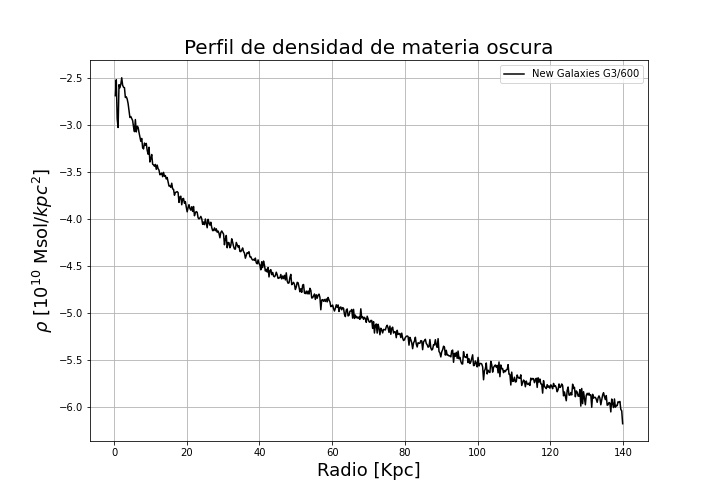 Perfil de densidad de materia oscura
New Galaxies G3/600
ρ [10¹⁰ Msol/kpc²]
−2.5
−3.0
−3.5
−4.0
−4.5
−5.0
−5.5
−6.0
0 20 40 60 80 100 120 140
Radio [Kpc]